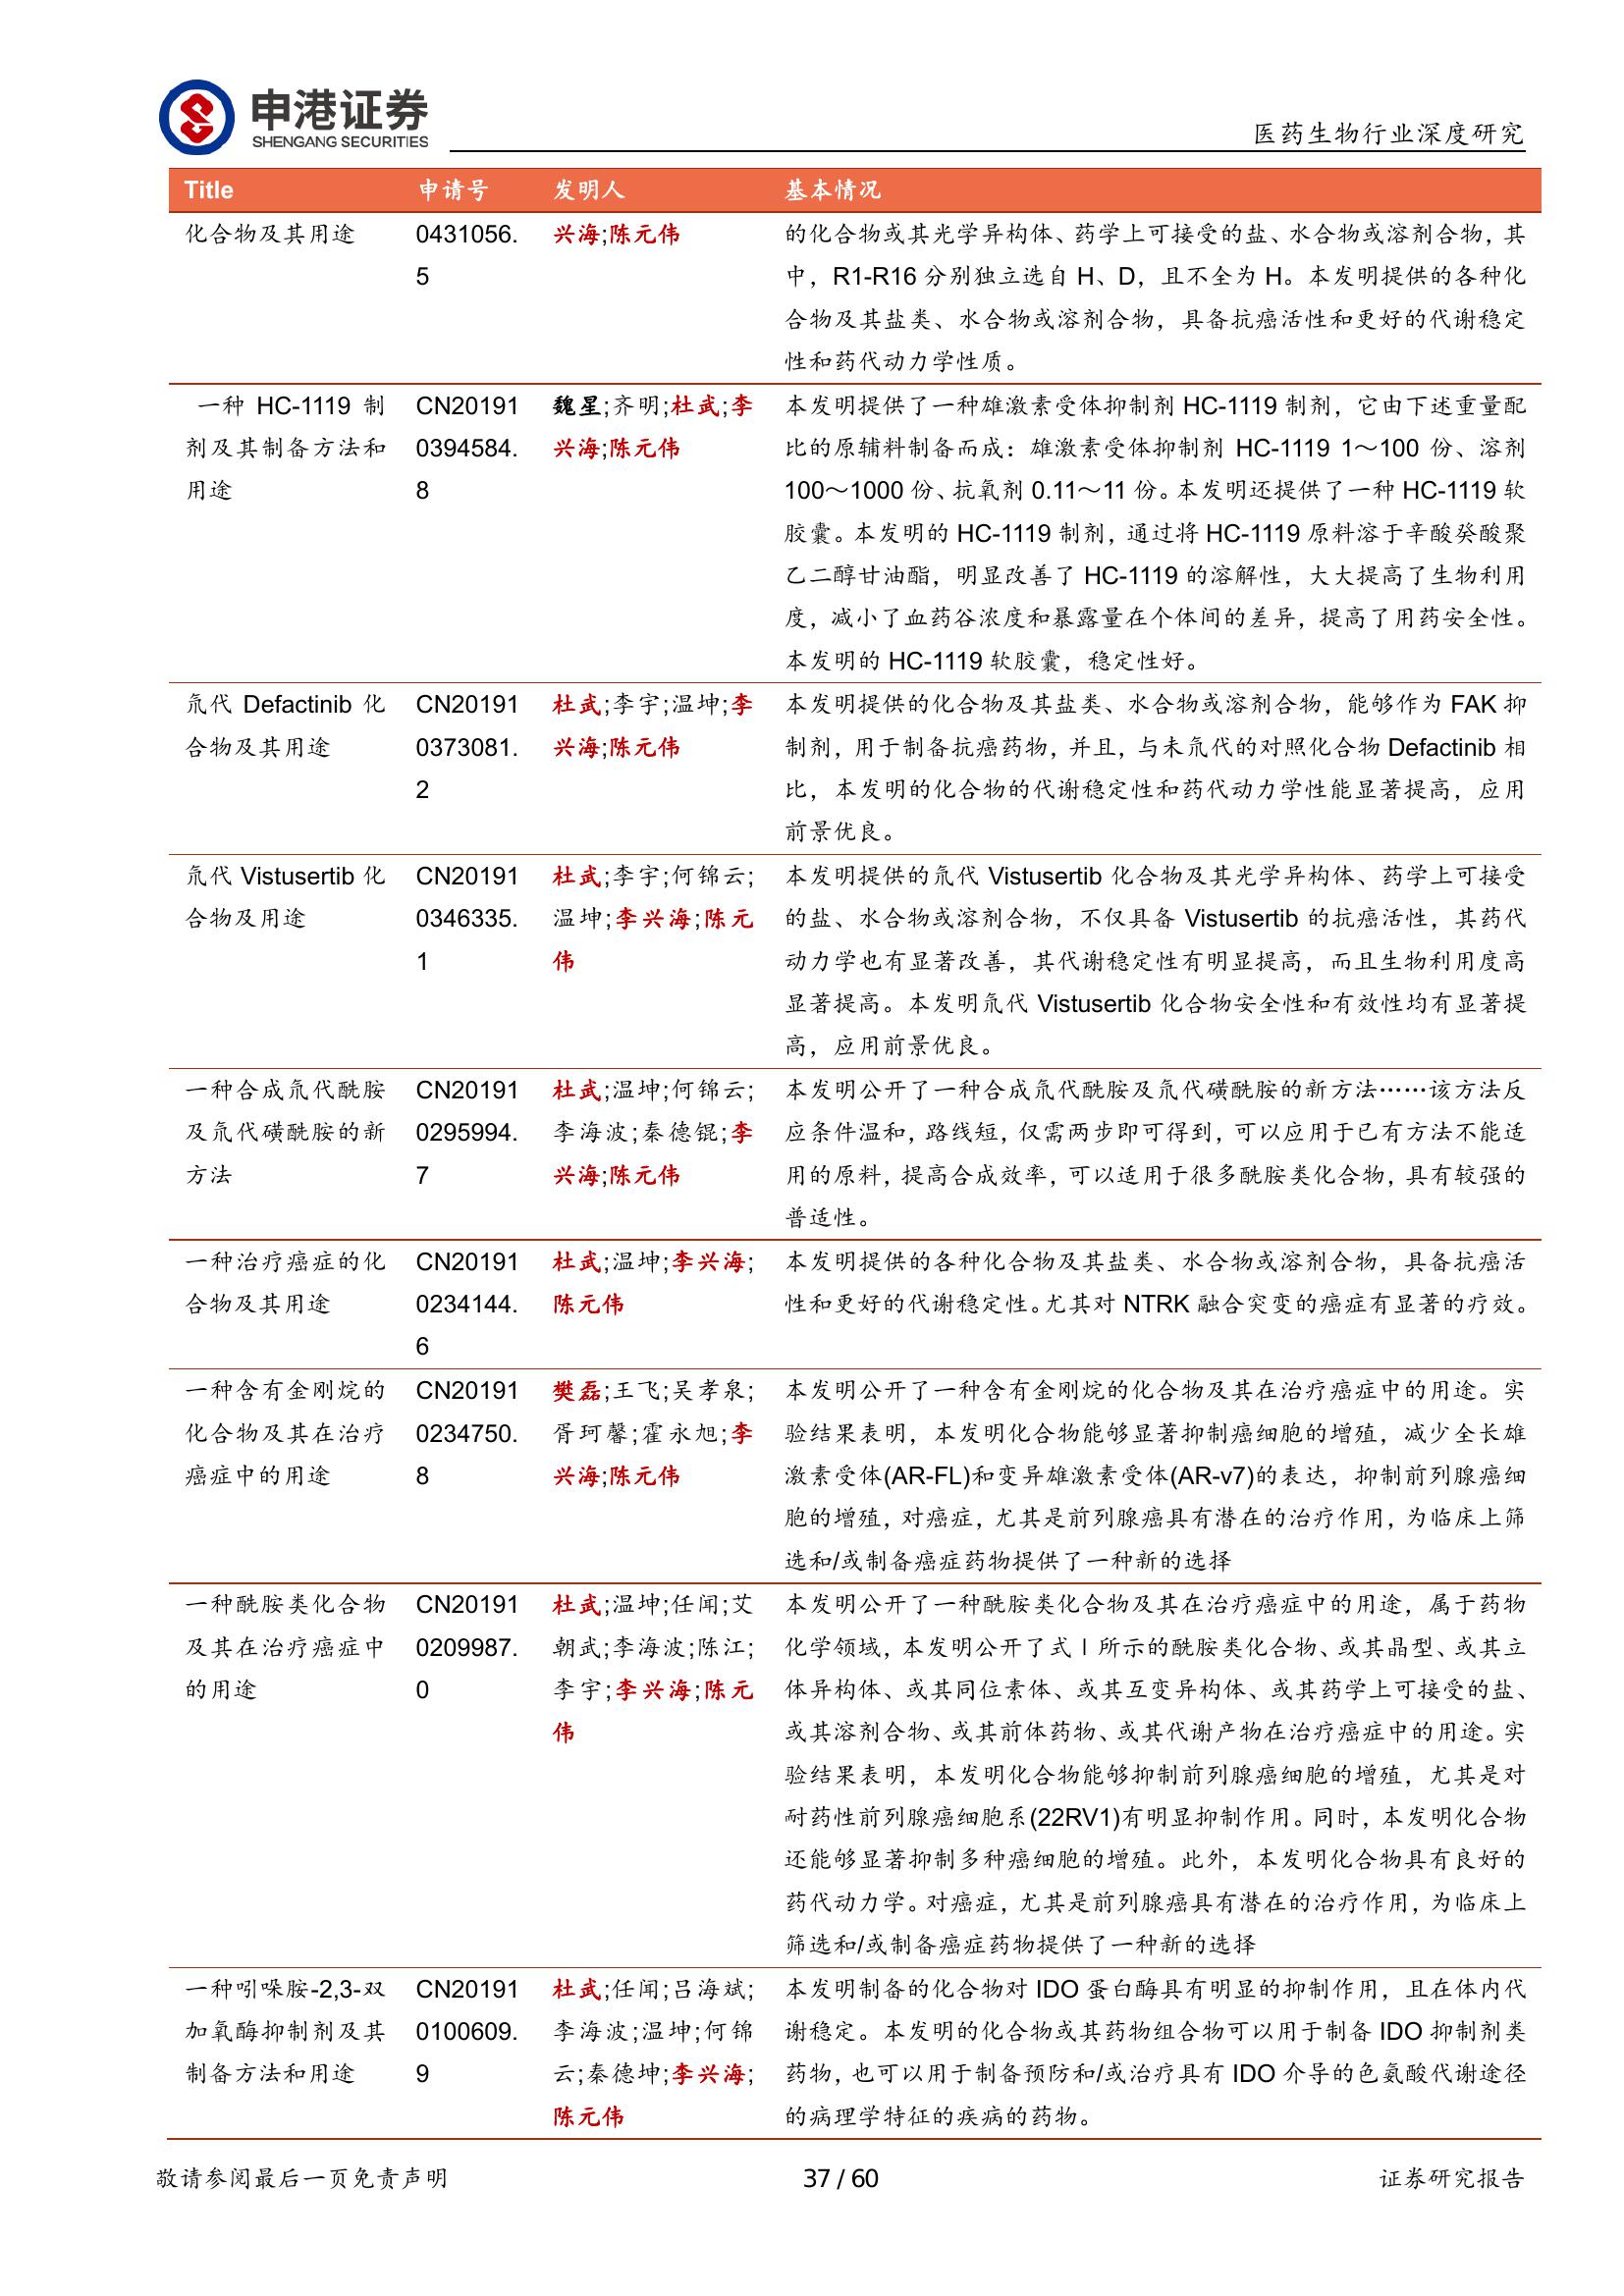 申港证券
SHENGANG SECURITIES
医药生物行业深度研究
Title 申请号 发明人 基本情况
化合物及其用途
0431056.
5
兴海;陈元伟
的化合物或其光学异构体、药学上可接受的盐、水合物或溶剂合物，其
中，R1-R16 分别独立选自 H、D，且不全为 H。本发明提供的各种化
合物及其盐类、水合物或溶剂合物，具备抗癌活性和更好的代谢稳定
性和药代动力学性质。
一种 HC-1119 制
剂及其制备方法和
用途
CN20191
0394584.
8
魏星;齐明;杜武;李
兴海;陈元伟
本发明提供了一种雄激素受体抑制剂 HC-1119 制剂，它由下述重量配
比的原辅料制备而成：雄激素受体抑制剂 HC-1119 1～100 份、溶剂
100～1000 份、抗氧剂 0.11～11 份。本发明还提供了一种 HC-1119 软
胶囊。本发明的 HC-1119 制剂，通过将 HC-1119 原料溶于辛酸癸酸聚
乙二醇甘油酯，明显改善了 HC-1119 的溶解性，大大提高了生物利用
度，减小了血药谷浓度和暴露量在个体间的差异，提高了用药安全性。
本发明的 HC-1119 软胶囊，稳定性好。
氘代 Defactinib 化
合物及其用途
CN20191
0373081.
2
杜武;李宇;温坤;李
兴海;陈元伟
本发明提供的化合物及其盐类、水合物或溶剂合物，能够作为 FAK 抑
制剂，用于制备抗癌药物，并且，与未氘代的对照化合物 Defactinib 相
比，本发明的化合物的代谢稳定性和药代动力学性能显著提高，应用
前景优良。
氘代 Vistusertib 化
合物及用途
CN20191
0346335.
1
杜武;李宇;何锦云;
温坤;李兴海;陈元
伟
本发明提供的氘代 Vistusertib 化合物及其光学异构体、药学上可接受
的盐、水合物或溶剂合物，不仅具备 Vistusertib 的抗癌活性，其药代
动力学也有显著改善，其代谢稳定性有明显提高，而且生物利用度高
显著提高。本发明氘代 Vistusertib 化合物安全性和有效性均有显著提
高，应用前景优良。
一种合成氘代酰胺
及氘代磺酰胺的新
方法
CN20191
0295994.
7
杜武;温坤;何锦云;
李海波;秦德锟;李
兴海;陈元伟
本发明公开了一种合成氘代酰胺及氘代磺酰胺的新方法……该方法反
应条件温和，路线短，仅需两步即可得到，可以应用于已有方法不能适
用的原料，提高合成效率，可以适用于很多酰胺类化合物，具有较强的
普适性。
一种治疗癌症的化
合物及其用途
CN20191
0234144.
6
杜武;温坤;李兴海;
陈元伟
本发明提供的各种化合物及其盐类、水合物或溶剂合物，具备抗癌活
性和更好的代谢稳定性。尤其对 NTRK 融合突变的癌症有显著的疗效。
一种含有金刚烷的
化合物及其在治疗
癌症中的用途
CN20191
0234750.
8
樊磊;王飞;吴孝泉;
胥珂馨;霍永旭;李
兴海;陈元伟
本发明公开了一种含有金刚烷的化合物及其在治疗癌症中的用途。实
验结果表明，本发明化合物能够显著抑制癌细胞的增殖，减少全长雄
激素受体(AR-FL)和变异雄激素受体(AR-v7)的表达，抑制前列腺癌细
胞的增殖，对癌症，尤其是前列腺癌具有潜在的治疗作用，为临床上筛
选和/或制备癌症药物提供了一种新的选择
一种酰胺类化合物
及其在治疗癌症中
的用途
CN20191
0209987.
0
杜武;温坤;任闻;艾
朝武;李海波;陈江;
李宇;李兴海;陈元
伟
本发明公开了一种酰胺类化合物及其在治疗癌症中的用途，属于药物
化学领域，本发明公开了式Ⅰ所示的酰胺类化合物、或其晶型、或其立
体异构体、或其同位素体、或其互变异构体、或其药学上可接受的盐、
或其溶剂合物、或其前体药物、或其代谢产物在治疗癌症中的用途。实
验结果表明，本发明化合物能够抑制前列腺癌细胞的增殖，尤其是对
耐药性前列腺癌细胞系(22RV1)有明显抑制作用。同时，本发明化合物
还能够显著抑制多种癌细胞的增殖。此外，本发明化合物具有良好的
药代动力学。对癌症，尤其是前列腺癌具有潜在的治疗作用，为临床上
筛选和/或制备癌症药物提供了一种新的选择
一种吲哚胺-2,3-双
加氧酶抑制剂及其
制备方法和用途
CN20191
0100609.
9
杜武;任闻;吕海斌;
李海波;温坤;何锦
云;秦德坤;李兴海;
陈元伟
本发明制备的化合物对 IDO 蛋白酶具有明显的抑制作用，且在体内代
谢稳定。本发明的化合物或其药物组合物可以用于制备 IDO 抑制剂类
药物，也可以用于制备预防和/或治疗具有 IDO 介导的色氨酸代谢途径
的病理学特征的疾病的药物。
敬请参阅最后一页免责声明 37 / 60 证券研究报告